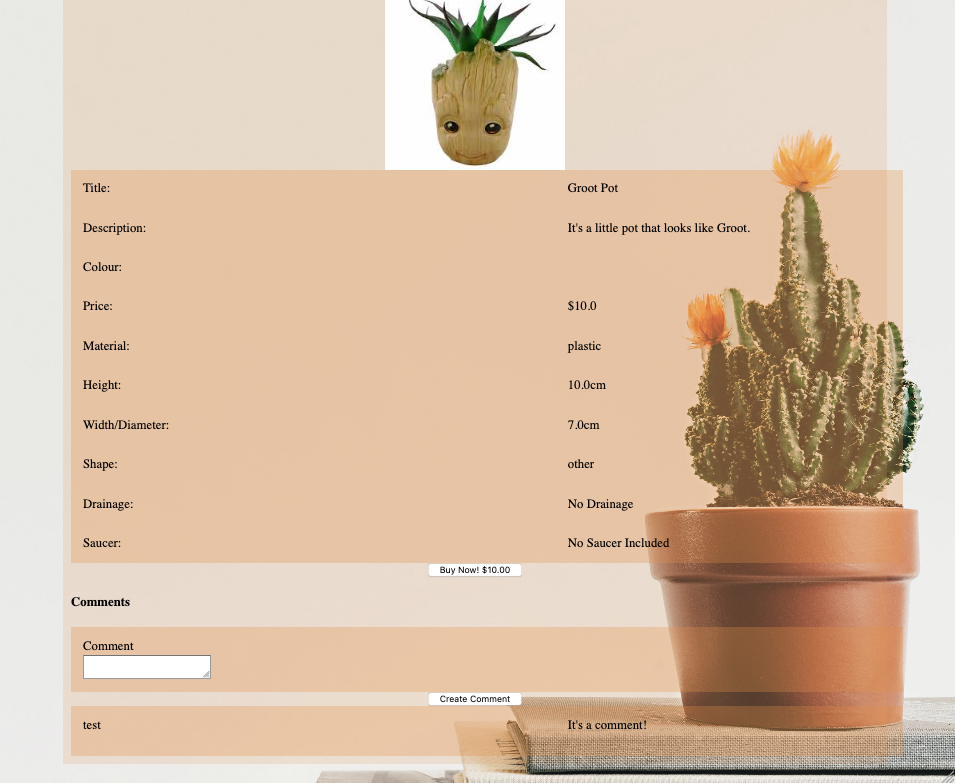 Title: Groot Pot
Description: It's a little pot that looks like Groot.
Colour:
Price: $10.0
Material: plastic
Height: 10.0cm
Width/Diameter: 7.0cm
Shape: other
Drainage: No Drainage
Saucer: No Saucer Included
Buy Now! $10.00
Comments
Comment
Create Comment
test It's a comment!